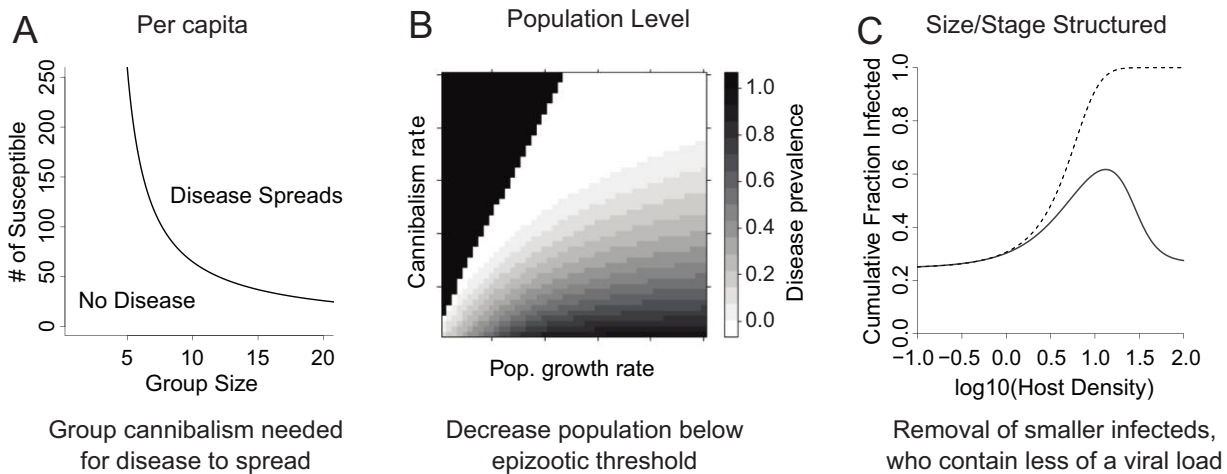 A
Per capita
# of Susceptible
250
200
150
100
50
0
Disease Spreads
No Disease
5
10
15
20
Group Size
Group cannibalism needed
for disease to spread
B
Population Level
Cannibalism rate
Pop. growth rate
1.0
0.8
0.6
0.4
0.2
0.0
Disease prevalence
Decrease population below
epizootic threshold
C
Size/Stage Structured
Cumulative Fraction Infected
1.0
0.8
0.6
0.4
0.2
0.0
−1.0
−0.5
0.0
0.5
1.0
1.5
2.0
log10(Host Density)
Removal of smaller infecteds,
who contain less of a viral load